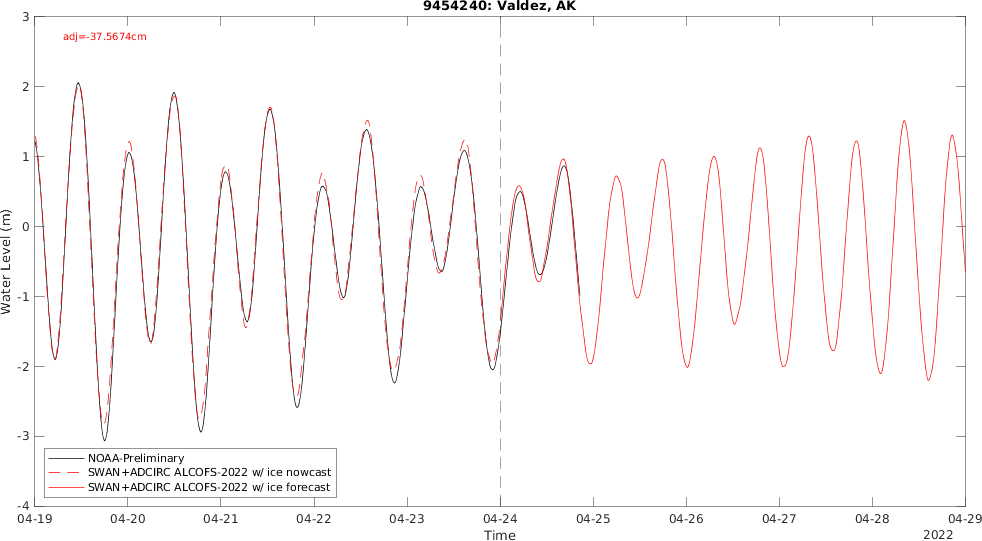 9454240: Valdez, AK
adj=-37.5674cm
3
2
1
0
-1
-2
-3
-4
Water Level (m)
NOAA-Preliminary
SWAN+ADCIRC ALCOFS-2022 w/ ice nowcast
SWAN+ADCIRC ALCOFS-2022 w/ ice forecast
04-19 04-20 04-21 04-22 04-23 04-24 04-25 04-26 04-27 04-28 04-29
Time
2022